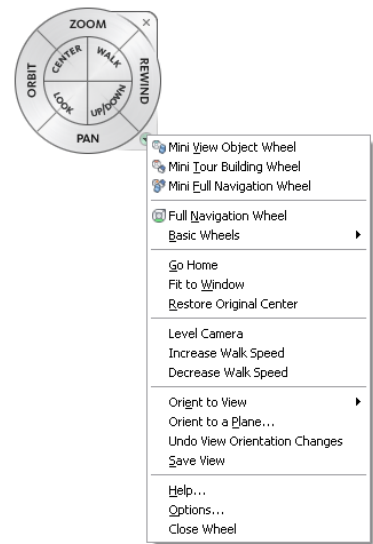 ZOOM
CENTER
WALK
ORBIT
REWIND
LOOK
UP/DOWN
PAN
Mini View Object Wheel
Mini Tour Building Wheel
Mini Full Navigation Wheel
Full Navigation Wheel
Basic Wheels
Go Home
Fit to Window
Restore Original Center
Level Camera
Increase Walk Speed
Decrease Walk Speed
Orient to View
Orient to a Plane...
Undo View Orientation Changes
Save View
Help...
Options...
Close Wheel